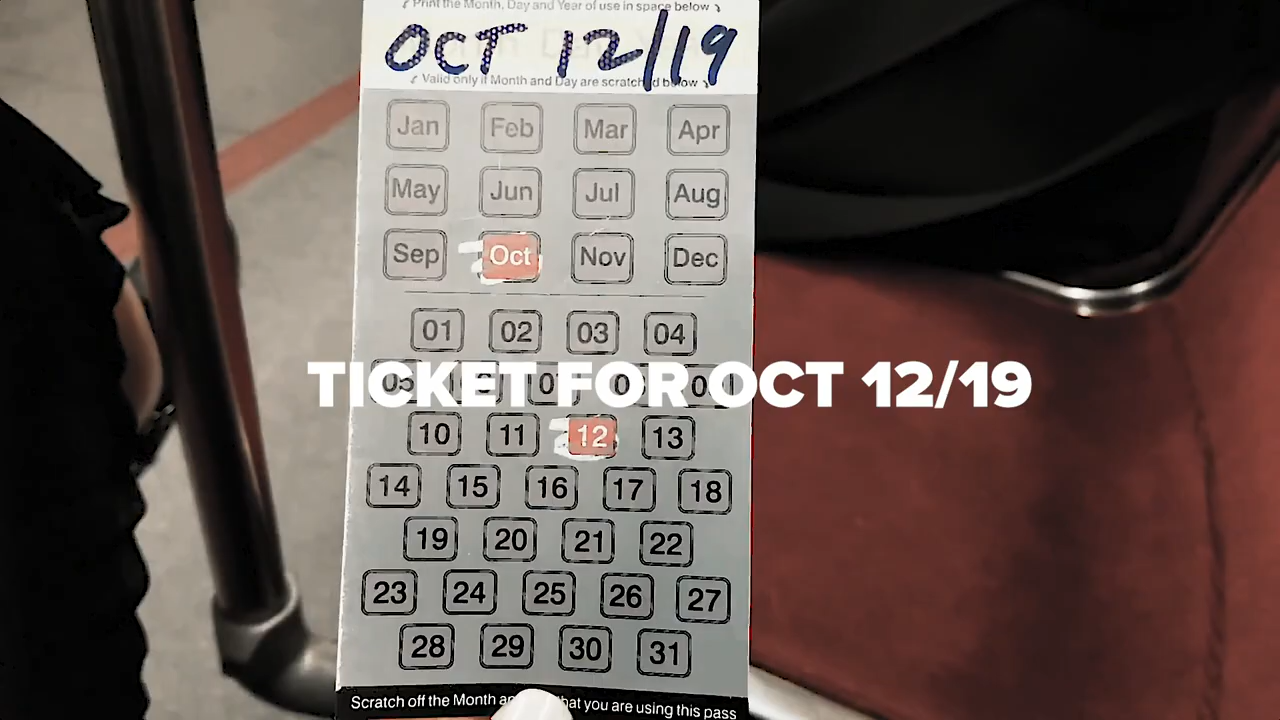 Print the Month, Day and Year of use in space below
OCT 12/19
Valid only if Month and Day are scratched below
Jan Feb Mar Apr
May Jun Jul Aug
Sep Oct Nov Dec
01 02 03 04
TICKET FOR OCT 12/19
05
10 11 12 13
14 15 16 17 18
19 20 21 22
23 24 25 26 27
28 29 30 31
Scratch off the Month and that you are using this pass